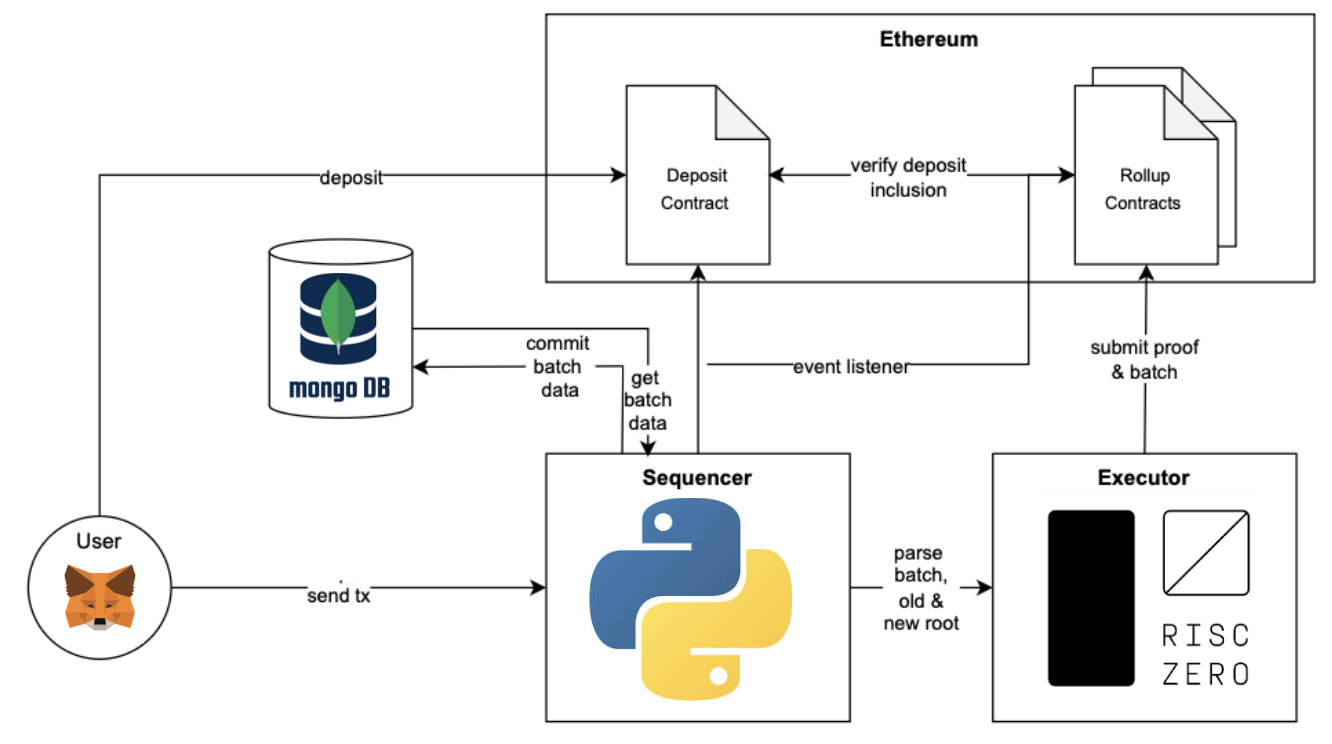 Ethereum
deposit
Deposit
Contract
verify deposit
inclusion
Rollup
Contracts
mongo DB
commit
batch
data
get
batch
data
event listener
submit proof
& batch
User
send tx
Sequencer
parse
batch,
old &
new root
Executor
RISC
ZERO